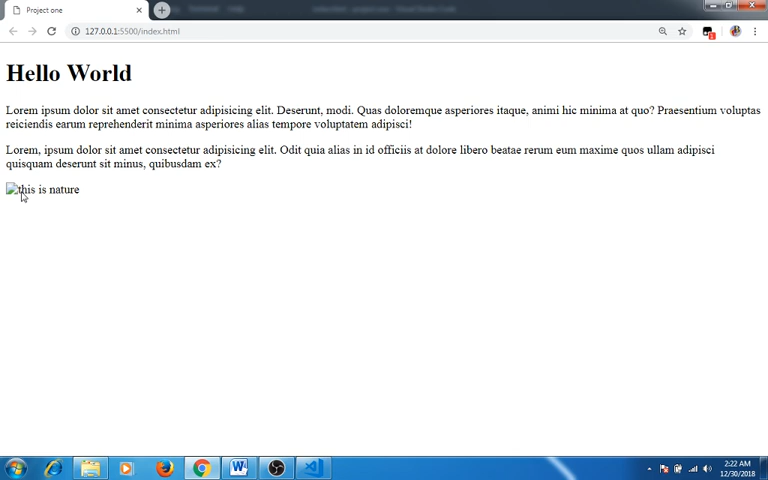 Project one
127.0.0.1:5500/index.html
Hello World
Lorem ipsum dolor sit amet consectetur adipisicing elit. Deserunt, modi. Quas doloremque asperiores itaque, animi hic minima at quo? Praesentium voluptas
reiciendis earum reprehenderit minima asperiores alias tempore voluptatem adipisci!
Lorem, ipsum dolor sit amet consectetur adipisicing elit. Odit quia alias in id officiis at dolore libero beatae rerum eum maxime quos ullam adipisci
quisquam deserunt sit minus, quibusdam ex?
this is nature
2:22 AM
12/30/2018